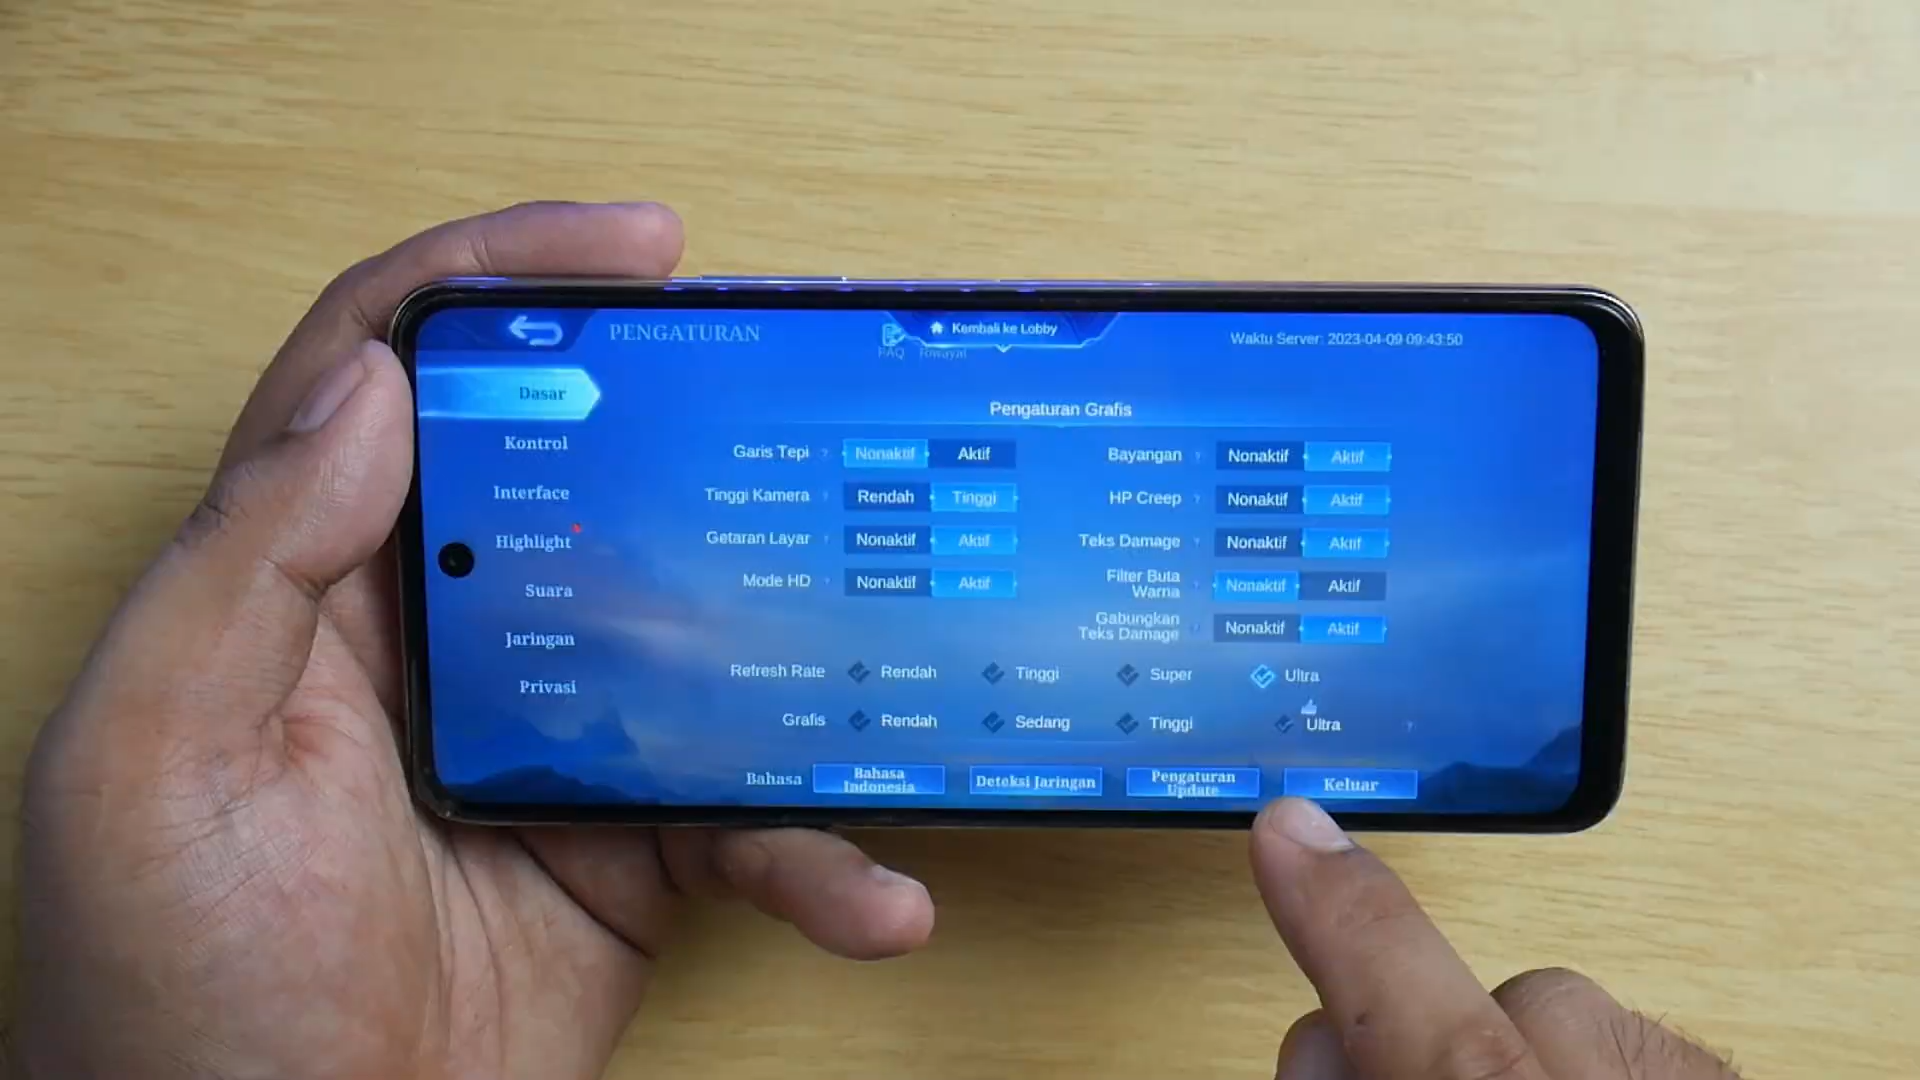 PENGATURAN
Kembali ke Lobby
Waktu Server: 2023-04-09 09:43:50
FAQ
Dasar
Kontrol
Interface
Highlight
Suara
Jaringan
Privasi
Pengaturan Grafis
Garis Tepi Nonaktif Aktif
Bayangan Nonaktif Aktif
Tinggi Kamera Rendah Tinggi
HP Creep Nonaktif Aktif
Getaran Layar Nonaktif Aktif
Teks Damage Nonaktif Aktif
Mode HD Nonaktif Aktif
Filter Buta
Warna Nonaktif Aktif
Gabungkan
Teks Damage Nonaktif Aktif
Refresh Rate Rendah Tinggi Super Ultra
Grafis Rendah Sedang Tinggi Ultra
Bahasa
Bahasa
Indonesia
Deteksi Jaringan
Pengaturan
Update
Keluar